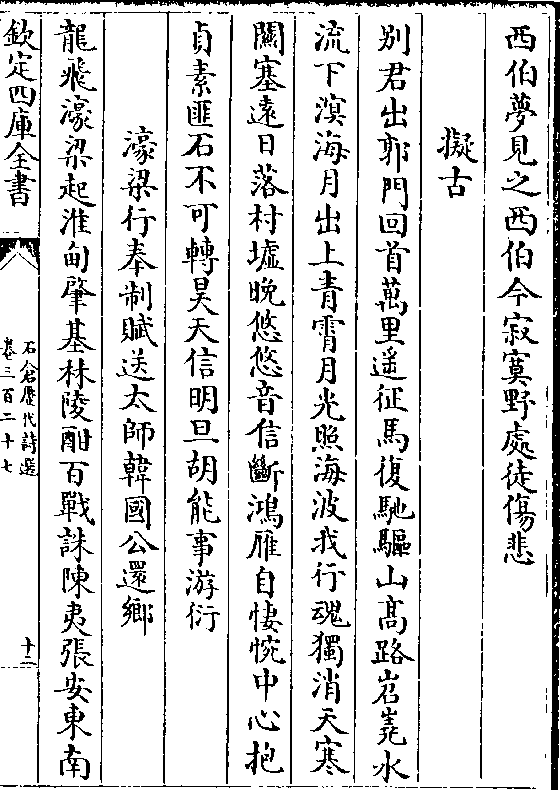 西伯夢見之西伯今寂寞野處徒傷悲
擬古
别君出郭門回首萬里遥征馬復馳驅山髙路岧嶤水
流下溟海月出上青霄月光照海波我行魂獨消天寒
關塞遠日落村墟晩悠悠音信斷鴻雁自悽惋中心抱
貞素匪石不可轉昊天信明旦胡能事游衍
濠梁行奉制賦送太師韓國公還鄉
龍飛濠梁起淮甸肇基林陵酣百戰誅陳夷張安東南
欽定四庫全書
石倉歴代詩選
卷三百二十七
十二